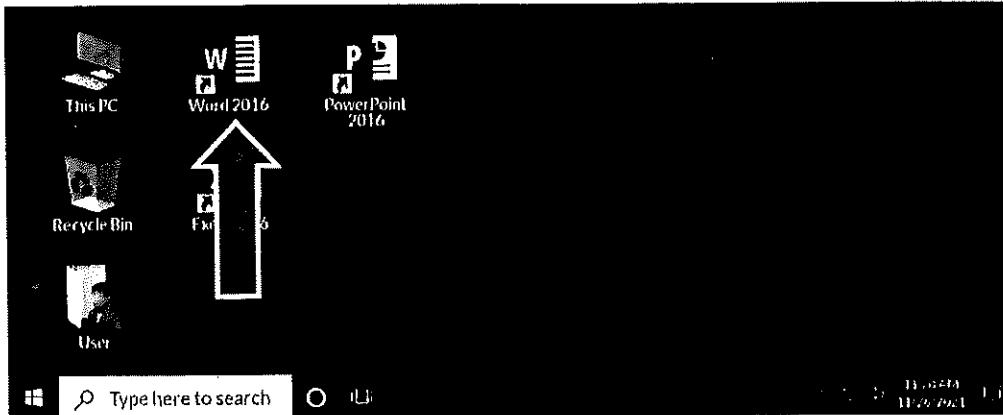 W
P
This PC
Word 2016
PowerPoint
2016
Recycle Bin
User
Type here to search